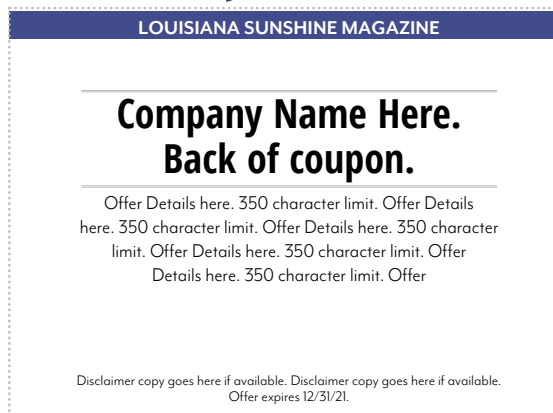 LOUISIANA SUNSHINE MAGAZINE
Company Name Here.
Back of coupon.
Offer Details here. 350 character limit. Offer Details
here. 350 character limit. Offer Details here. 350 character
limit. Offer Details here. 350 character limit. Offer
Details here. 350 character limit. Offer
Disclaimer copy goes here if available. Disclaimer copy goes here if available.
Offer expires 12/31/21.